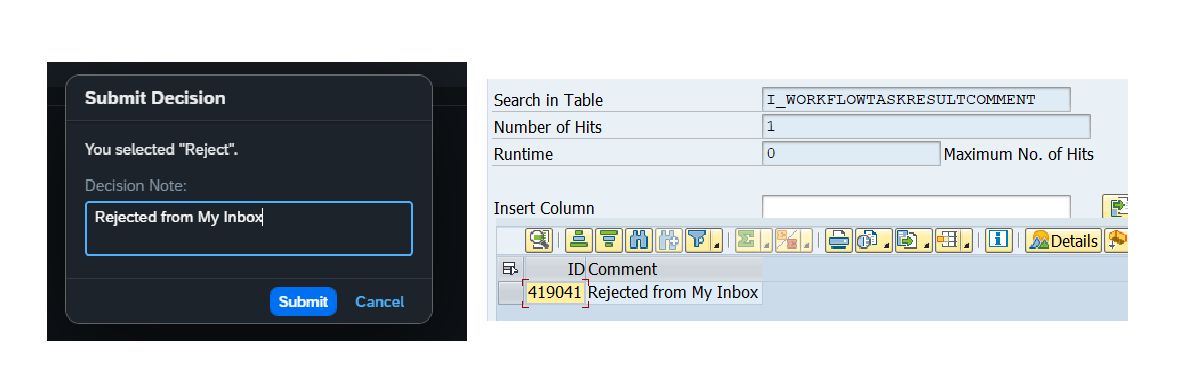 Submit Decision
You selected "Reject".
Decision Note:
Rejected from My Inbox
Submit Cancel
Search in Table I_WORKFLOWTASKRESULTCOMMENT
Number of Hits 1
Runtime 0 Maximum No. of Hits
Insert Column
Details
ID Comment
419041 Rejected from My Inbox